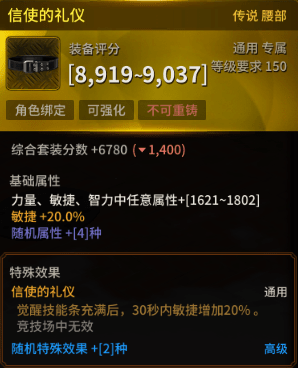 信使的礼仪 传说 腰部
装备评分 通用 专属
[8,919~9,037] 等级要求 150
角色绑定 可强化 不可重铸
综合套装分数 +6780 (▼1,400)
基础属性
力量、敏捷、智力中任意属性+[1621~1802]
敏捷 +20.0%
随机属性 +[4]种
特殊效果
信使的礼仪 通用
觉醒技能条充满后，30秒内敏捷增加20% 。
竞技场中无效
随机特殊效果 +[2]种 高级